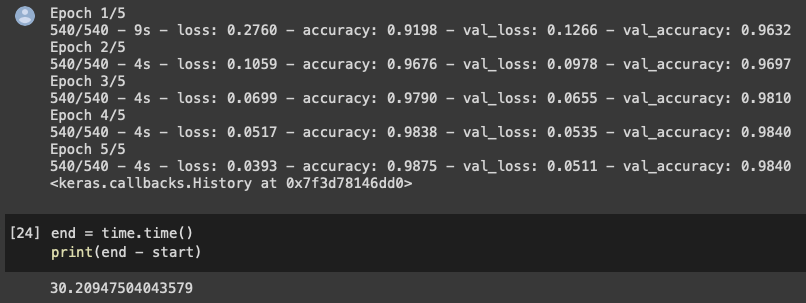 Epoch 1/5
540/540 - 9s - loss: 0.2760 - accuracy: 0.9198 - val_loss: 0.1266 - val_accuracy: 0.9632
Epoch 2/5
540/540 - 4s - loss: 0.1059 - accuracy: 0.9676 - val_loss: 0.0978 - val_accuracy: 0.9697
Epoch 3/5
540/540 - 4s - loss: 0.0699 - accuracy: 0.9790 - val_loss: 0.0655 - val_accuracy: 0.9810
Epoch 4/5
540/540 - 4s - loss: 0.0517 - accuracy: 0.9838 - val_loss: 0.0535 - val_accuracy: 0.9840
Epoch 5/5
540/540 - 4s - loss: 0.0393 - accuracy: 0.9875 - val_loss: 0.0511 - val_accuracy: 0.9840
<keras.callbacks.History at 0x7f3d78146dd0>
[24] end = time.time()
print(end - start)
30.20947504043579